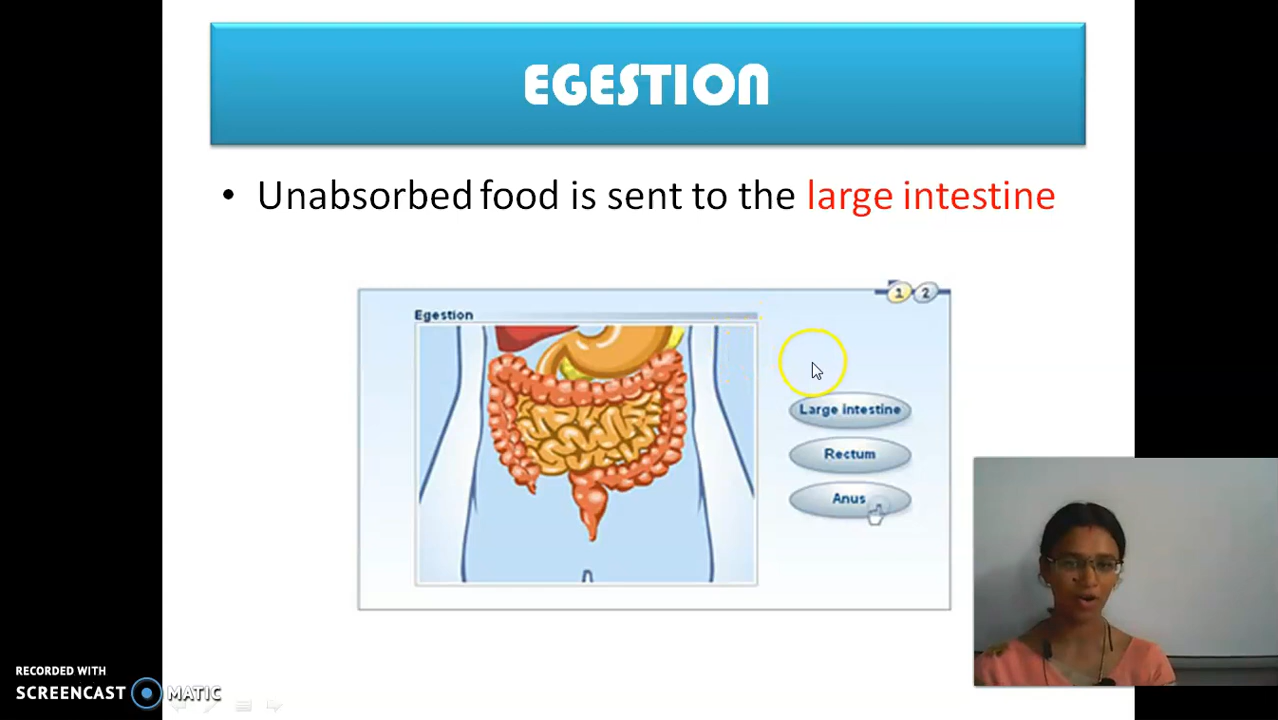 EGESTION
• Unabsorbed food is sent to the large intestine
1 2
Egestion
Large intestine
Rectum
Anus
RECORDED WITH
SCREENCAST MATIC